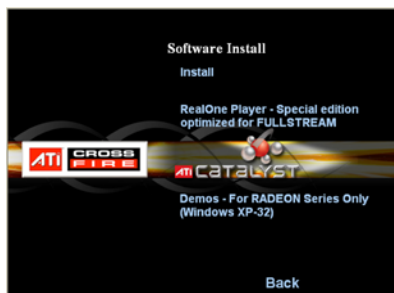 Software Install
Install
RealOne Player - Special edition
optimized for FULLSTREAM
ATI CROSS
FIRE
ATI CATALYST
Demos - For RADEON Series Only
(Windows XP-32)
Back